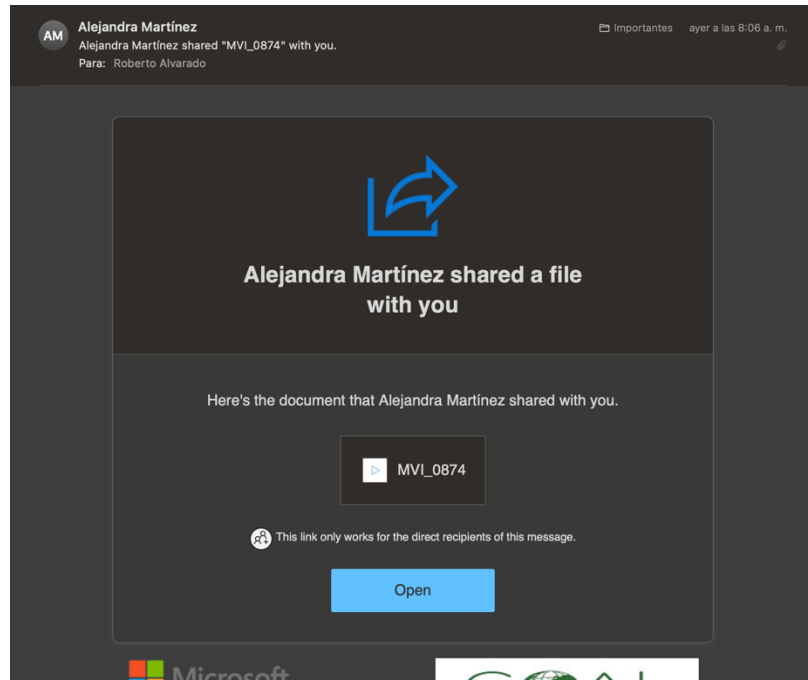 AM
Alejandra Martínez
Importantes ayer a las 8:06 a. m.
Alejandra Martínez shared "MVI_0874" with you.
Para: Roberto Alvarado
Alejandra Martínez shared a file
with you
Here's the document that Alejandra Martínez shared with you.
MVI_0874
This link only works for the direct recipients of this message.
Open
Microsoft